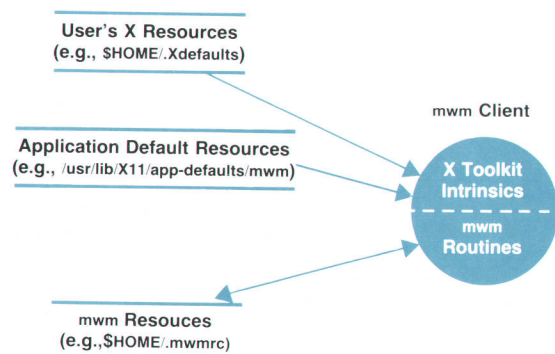 User's X Resources
(e.g., $HOME/.Xdefaults)
mwm Client
Application Default Resources
(e.g., /usr/lib/X11/app-defaults/mwm)
X Toolkit
Intrinsics
mwm
Routines
mwm Resouces
(e.g.,$HOME/.mwmrc)